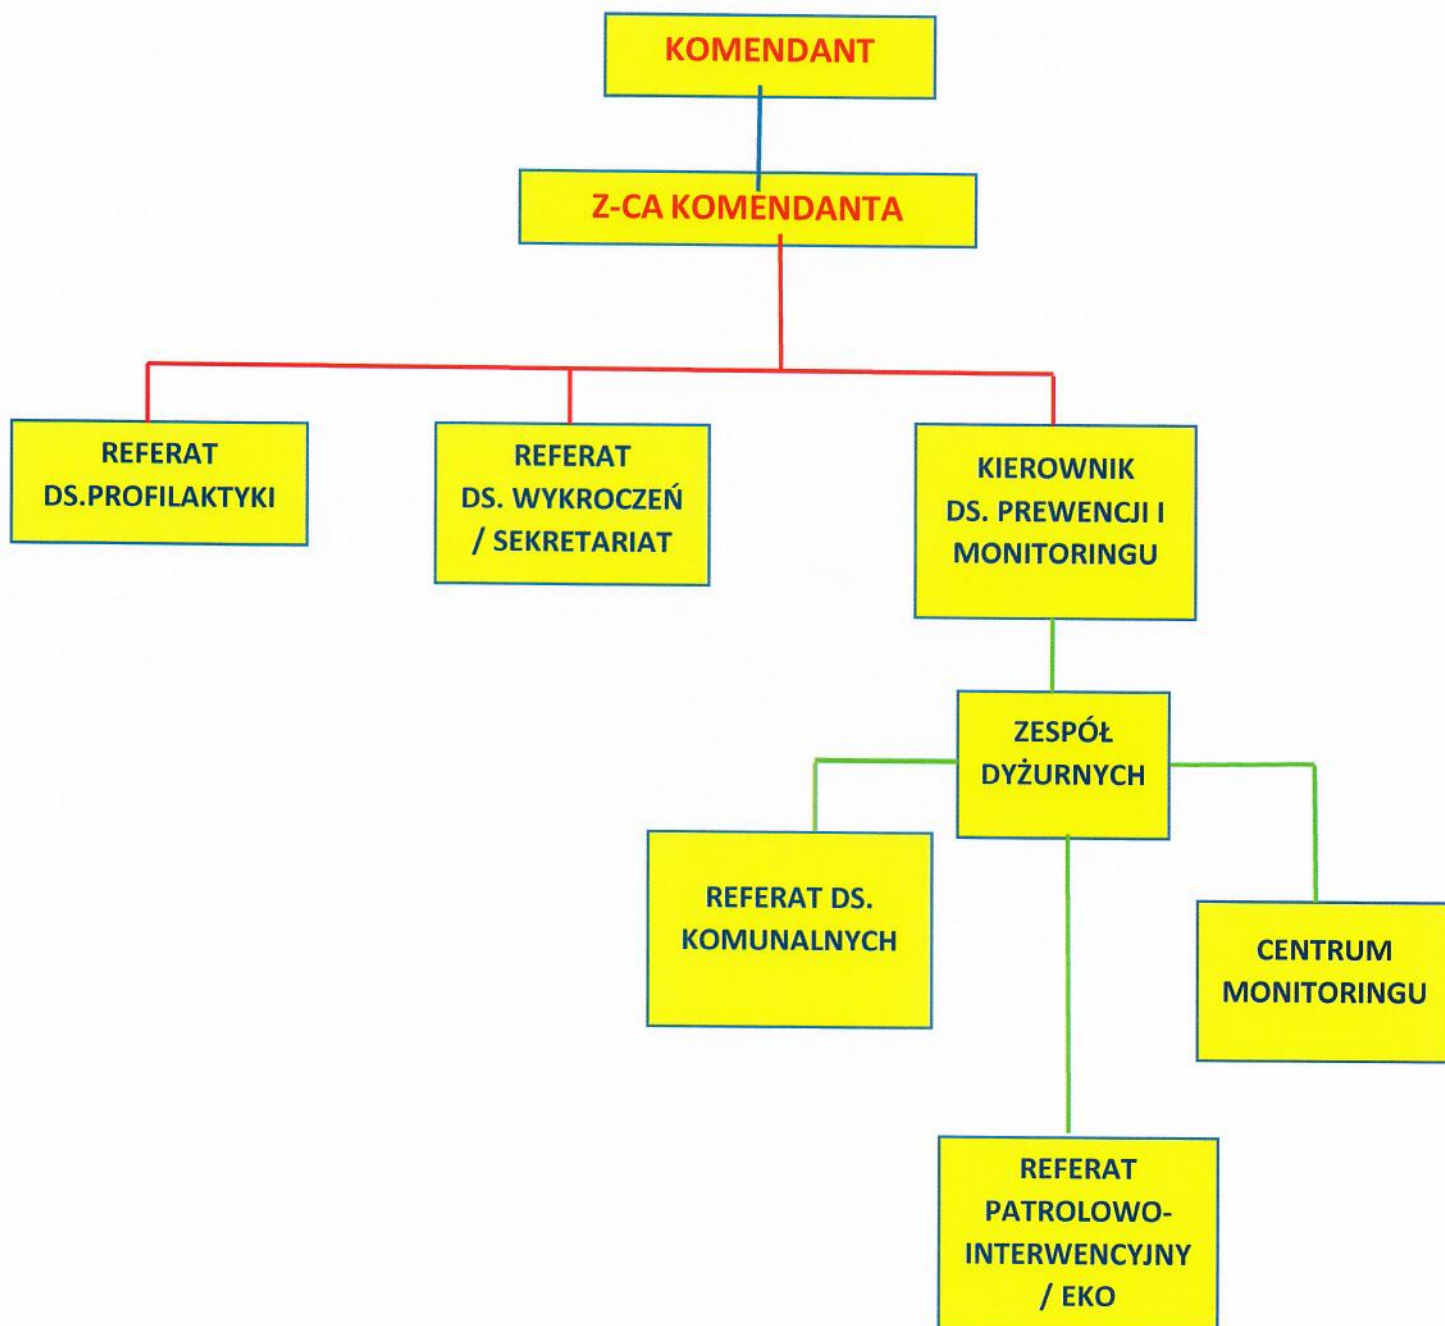 KOMENDANT
Z-CA KOMENDANTA
REFERAT
DS.PROFILAKTYKI
REFERAT
DS. WYKROCZEŃ
/ SEKRETARIAT
KIEROWNIK
DS. PREWENCJI I
MONITORINGU
ZESPÓŁ
DYŻURNYCH
REFERAT DS.
KOMUNALNYCH
CENTRUM
MONITORINGU
REFERAT
PATROLOWO-
INTERWENCYJNY
/ EKO